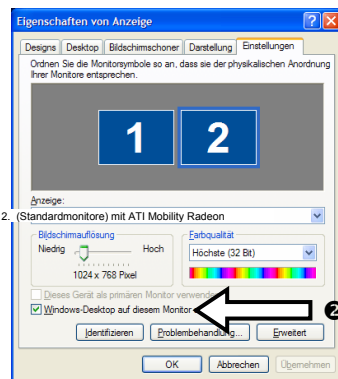 Eigenschaften von Anzeige
Designs Desktop Bildschirmschoner Darstellung Einstellungen
Ordnen Sie die Monitorsymbole so an, dass sie der physikalischen Anordnung
Ihrer Monitore entsprechen.
1 2
Anzeige:
2. (Standardmonitore) mit ATI Mobility Radeon
Bildschirmauflösung Farbqualität
Niedrig Hoch Höchste (32 Bit)
1024 x 768 Pixel
Dieses Gerät als primären Monitor verwenden
Windows-Desktop auf diesem Monitor
❷
Identifizieren Problembehandlung... Erweitert
OK Abbrechen Übernehmen